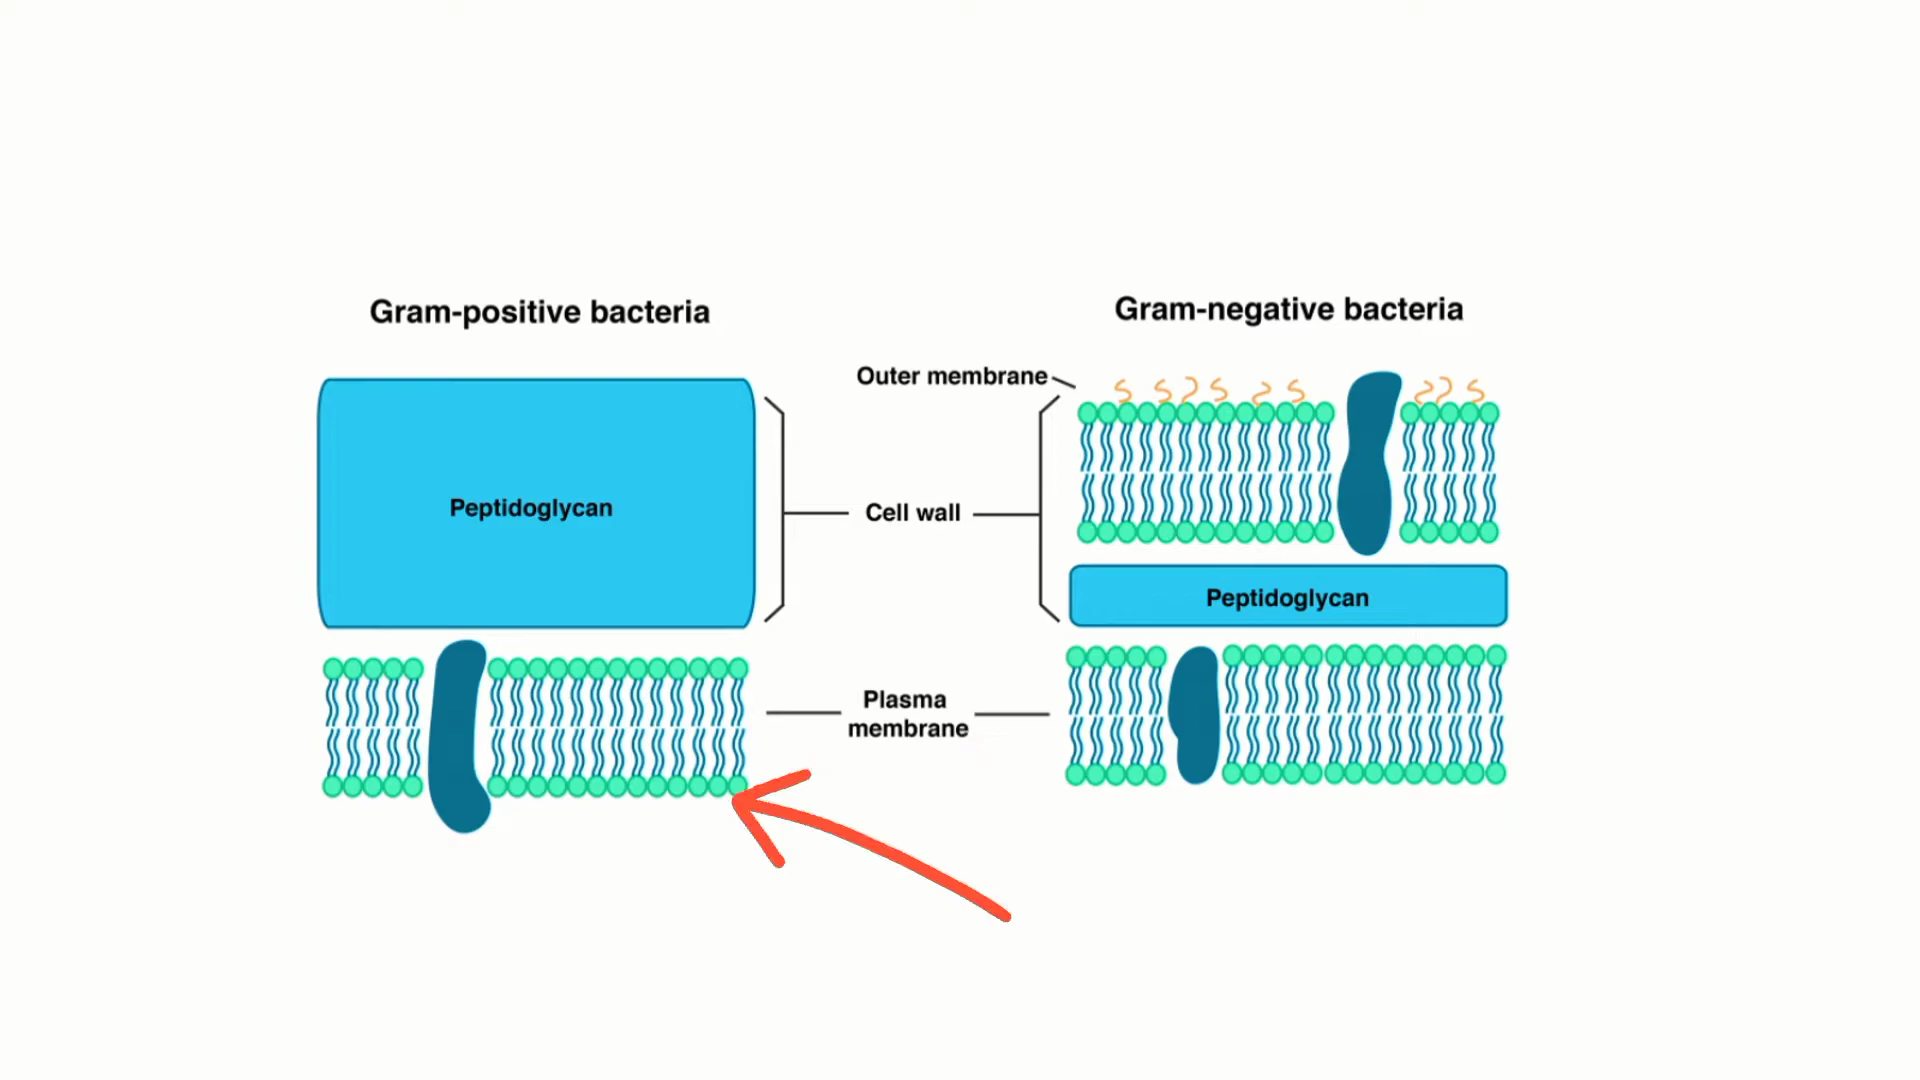 Gram-positive bacteria
Gram-negative bacteria
Outer membrane
Peptidoglycan
Cell wall
Peptidoglycan
Plasma
membrane